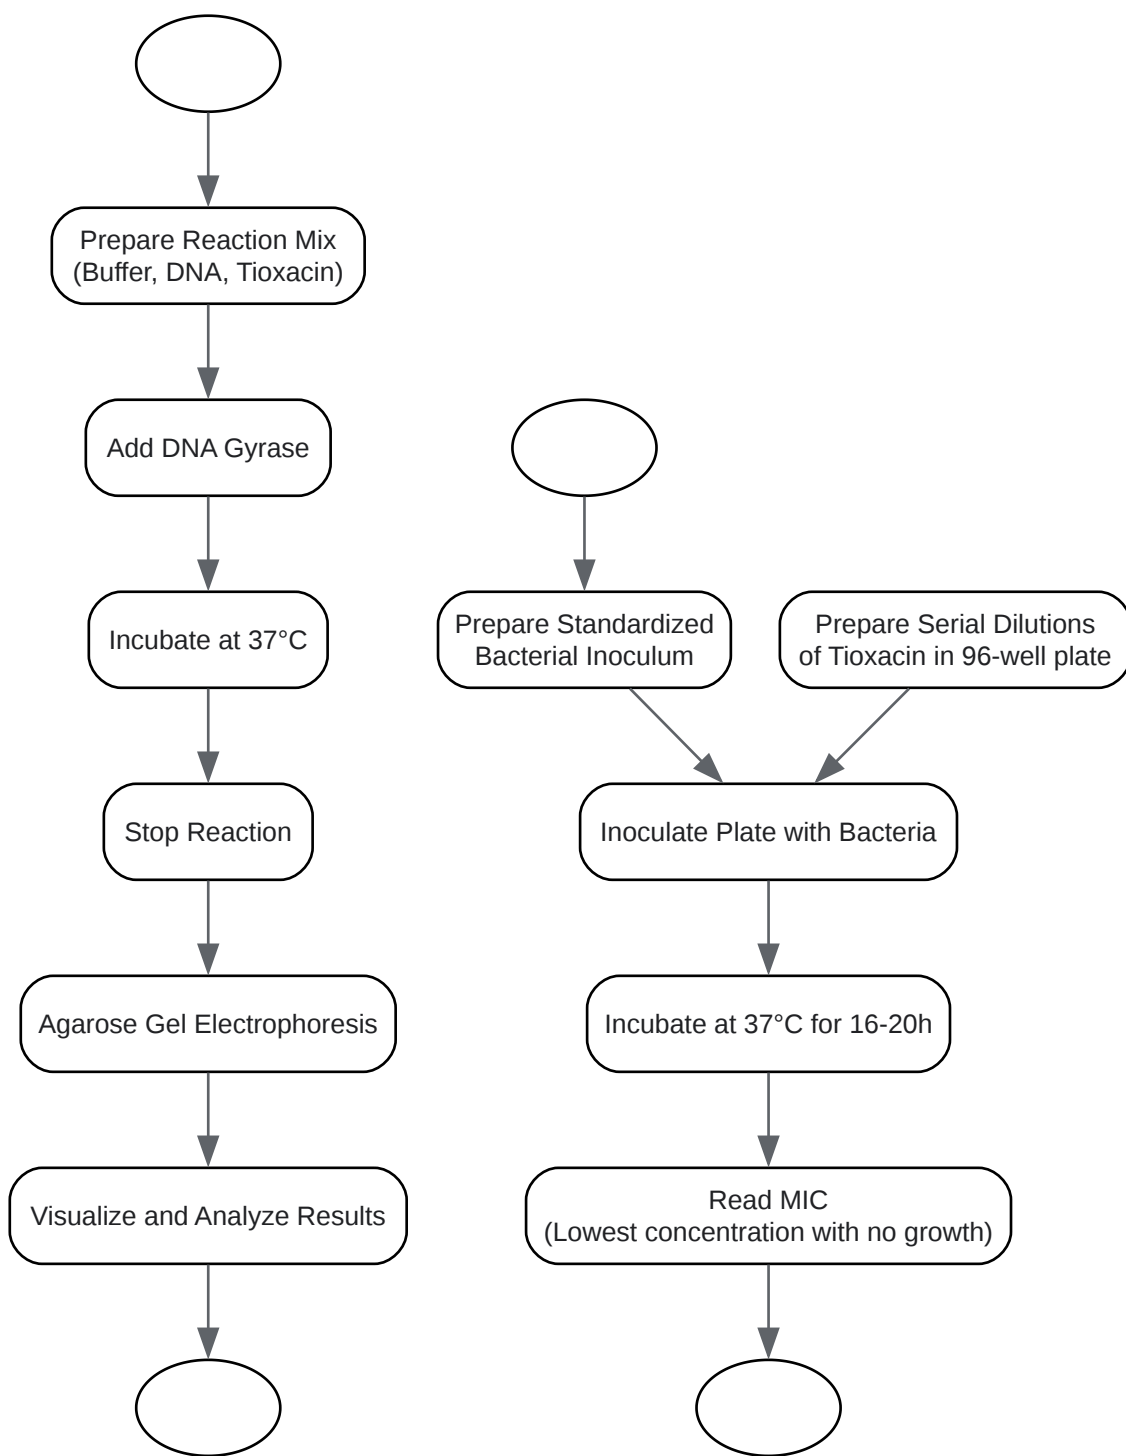 Prepare Reaction Mix
(Buffer, DNA, Tioxacin)
Add DNA Gyrase
Incubate at 37°C
Stop Reaction
Agarose Gel Electrophoresis
Visualize and Analyze Results
Prepare Standardized
Bacterial Inoculum
Prepare Serial Dilutions
of Tioxacin in 96-well plate
Inoculate Plate with Bacteria
Incubate at 37°C for 16-20h
Read MIC
(Lowest concentration with no growth)